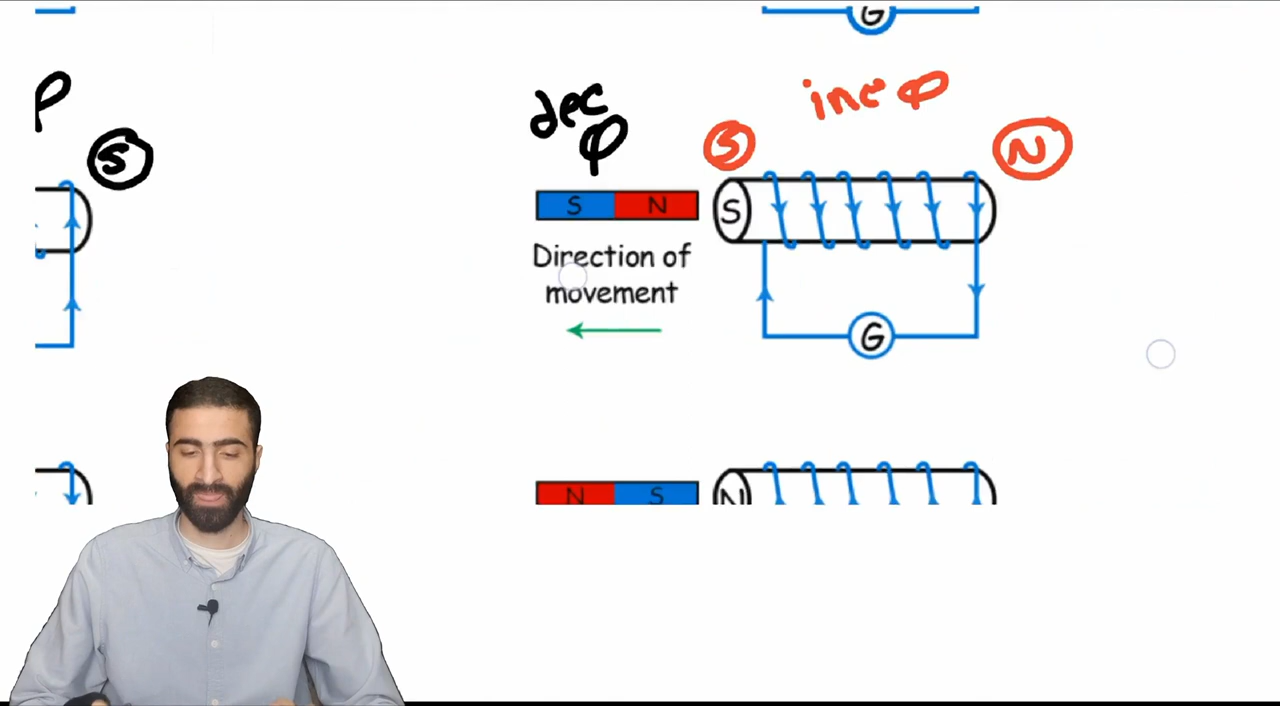 G
φ
S
dec
φ
S
inc φ
N
S N
S
Direction of
movement
G
N S
N